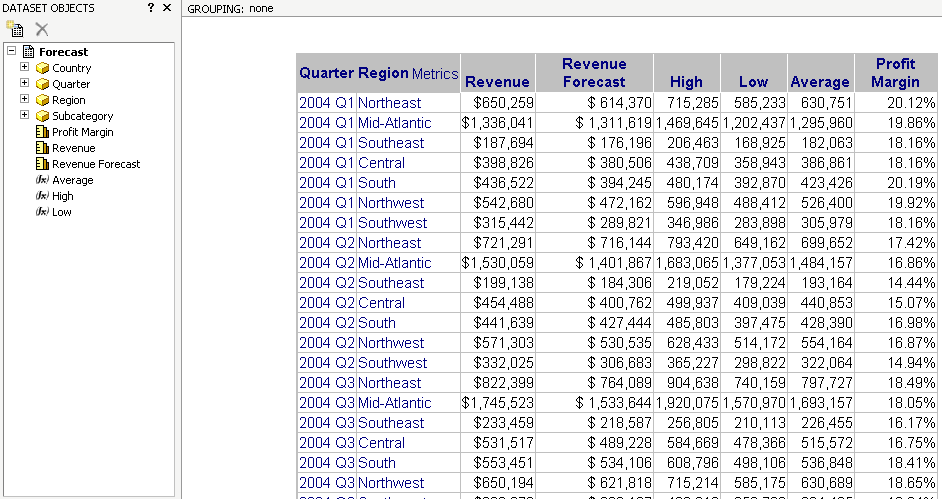 DATASET OBJECTS ? ×
GROUPING: none
Forecast
Country
Quarter
Region
Subcategory
Profit Margin
Revenue
Revenue Forecast
(fx) Average
(fx) High
(fx) Low
Quarter Region Metrics Revenue Revenue Forecast High Low Average Profit Margin
2004 Q1 Northeast $650,259 $ 614,370 715,285 585,233 630,751 20.12%
2004 Q1 Mid-Atlantic $1,336,041 $ 1,311,619 1,469,645 1,202,437 1,295,960 19.86%
2004 Q1 Southeast $187,694 $ 176,196 206,463 168,925 182,063 18.16%
2004 Q1 Central $398,826 $ 380,506 438,709 358,943 386,861 18.16%
2004 Q1 South $436,522 $ 394,245 480,174 392,870 423,426 20.19%
2004 Q1 Northwest $542,680 $ 472,162 596,948 488,412 526,400 19.92%
2004 Q1 Southwest $315,442 $ 289,821 346,986 283,898 305,979 18.16%
2004 Q2 Northeast $721,291 $ 716,144 793,420 649,162 699,652 17.42%
2004 Q2 Mid-Atlantic $1,530,059 $ 1,401,867 1,683,065 1,377,053 1,484,157 16.86%
2004 Q2 Southeast $199,138 $ 184,306 219,052 179,224 193,164 14.44%
2004 Q2 Central $454,488 $ 400,762 499,937 409,039 440,853 15.07%
2004 Q2 South $441,639 $ 427,444 485,803 397,475 428,390 16.98%
2004 Q2 Northwest $571,303 $ 530,535 628,433 514,172 554,164 16.87%
2004 Q2 Southwest $332,025 $ 306,683 365,227 298,822 322,064 14.94%
2004 Q3 Northeast $822,399 $ 764,089 904,638 740,159 797,727 18.49%
2004 Q3 Mid-Atlantic $1,745,523 $ 1,533,644 1,920,075 1,570,970 1,693,157 18.05%
2004 Q3 Southeast $233,459 $ 218,587 256,805 210,113 226,455 16.17%
2004 Q3 Central $531,517 $ 489,228 584,669 478,366 515,572 16.75%
2004 Q3 South $553,451 $ 534,106 608,796 498,106 536,848 18.41%
2004 Q3 Northwest $650,194 $ 621,818 715,214 585,175 630,689 18.65%